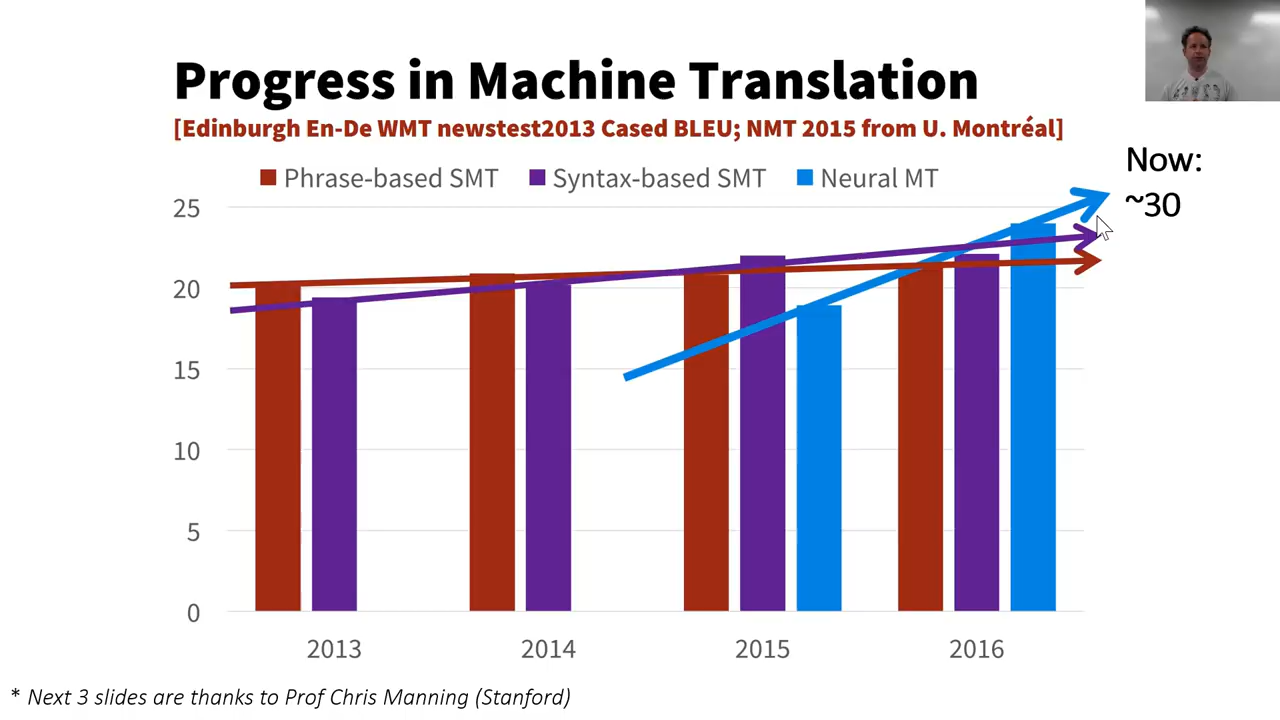 Progress in Machine Translation
[Edinburgh En-De WMT newstest2013 Cased BLEU; NMT 2015 from U. Montréal]
Phrase-based SMT
Syntax-based SMT
Neural MT
Now:
~30
25
20
15
10
5
0
2013
2014
2015
2016
* Next 3 slides are thanks to Prof Chris Manning (Stanford)